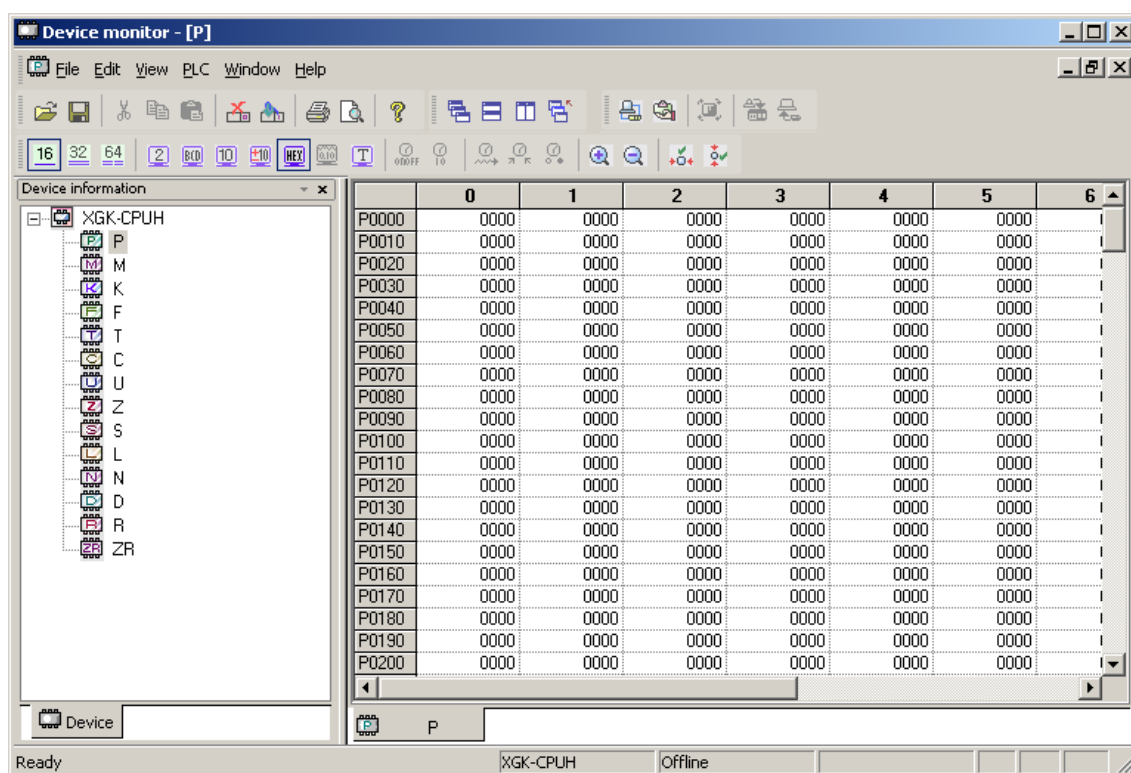 Device monitor - [P]
File Edit View PLC Window Help
16 32 64 2 BCD 10 ±10 HEX 0.10 T ON OFF 1 0
Device information
0 1 2 3 4 5 6
XGK-CPUH
P
M
K
F
T
C
U
Z
S
L
N
D
R
ZR
P0000 0000 0000 0000 0000 0000 0000
P0010 0000 0000 0000 0000 0000 0000
P0020 0000 0000 0000 0000 0000 0000
P0030 0000 0000 0000 0000 0000 0000
P0040 0000 0000 0000 0000 0000 0000
P0050 0000 0000 0000 0000 0000 0000
P0060 0000 0000 0000 0000 0000 0000
P0070 0000 0000 0000 0000 0000 0000
P0080 0000 0000 0000 0000 0000 0000
P0090 0000 0000 0000 0000 0000 0000
P0100 0000 0000 0000 0000 0000 0000
P0110 0000 0000 0000 0000 0000 0000
P0120 0000 0000 0000 0000 0000 0000
P0130 0000 0000 0000 0000 0000 0000
P0140 0000 0000 0000 0000 0000 0000
P0150 0000 0000 0000 0000 0000 0000
P0160 0000 0000 0000 0000 0000 0000
P0170 0000 0000 0000 0000 0000 0000
P0180 0000 0000 0000 0000 0000 0000
P0190 0000 0000 0000 0000 0000 0000
P0200 0000 0000 0000 0000 0000 0000
Device
P
Ready XGK-CPUH Offline